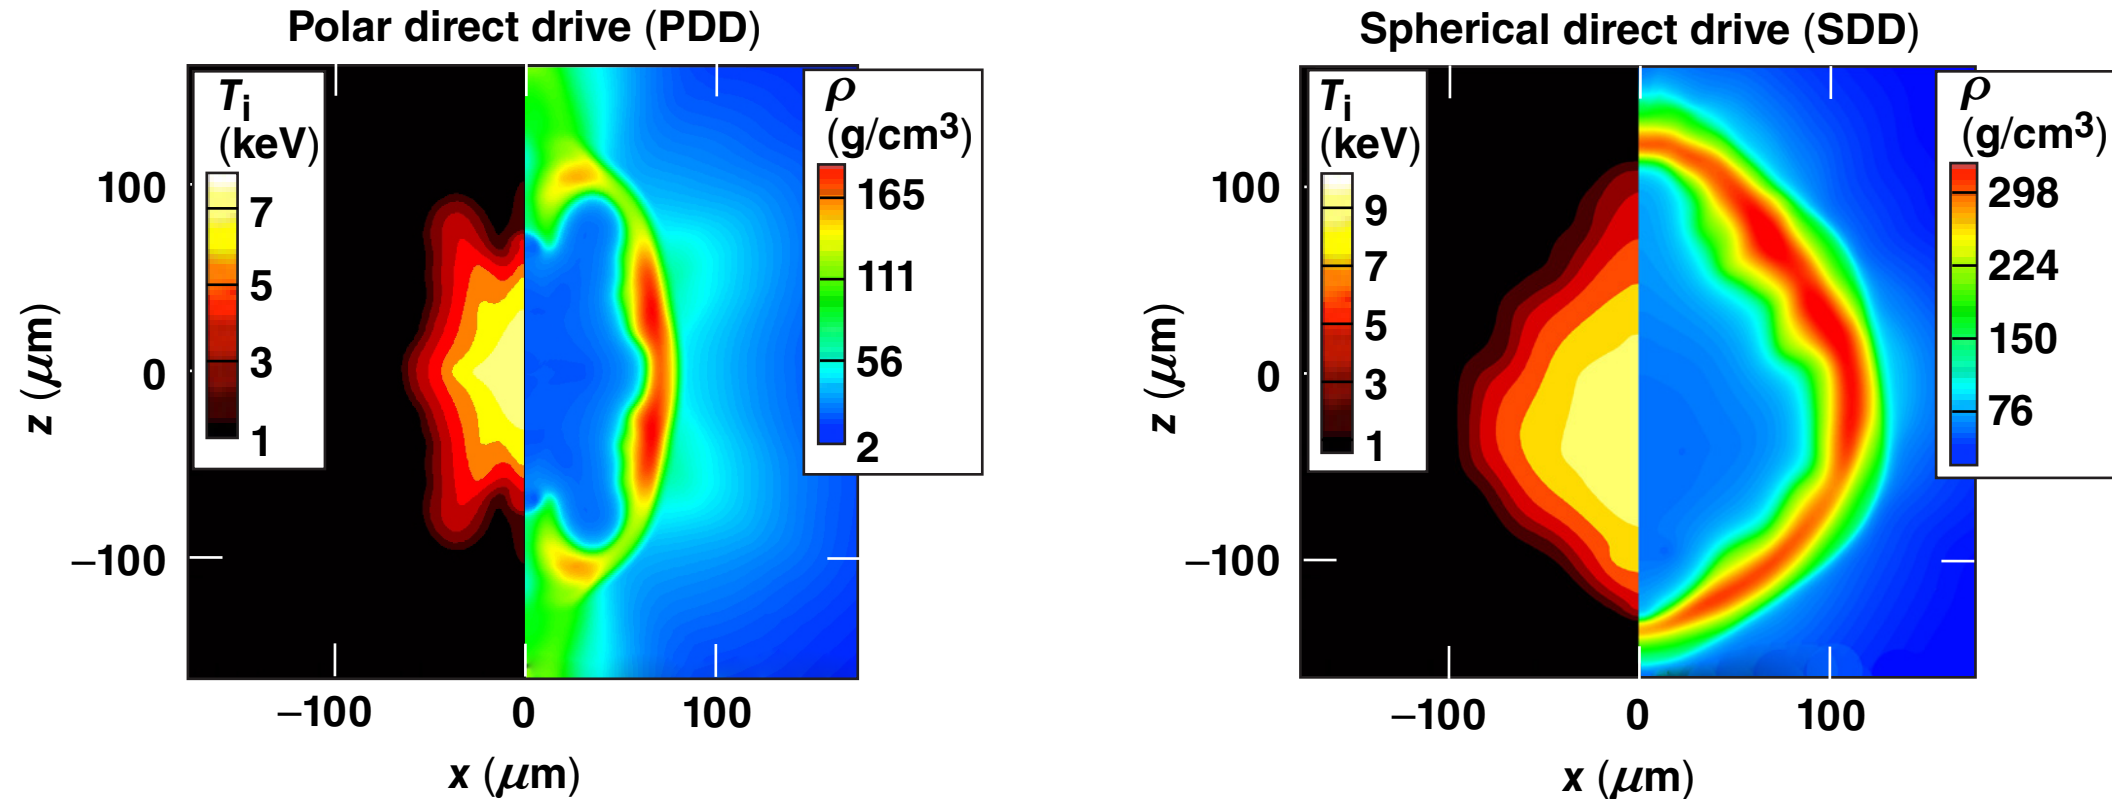 Polar direct drive (PDD)
T_i
(keV)
7
5
3
1
ρ
(g/cm³)
165
111
56
2
100
0
−100
z (μm)
−100
0
100
x (μm)
Spherical direct drive (SDD)
T_i
(keV)
9
7
5
3
1
ρ
(g/cm³)
298
224
150
76
100
0
−100
z (μm)
−100
0
100
x (μm)